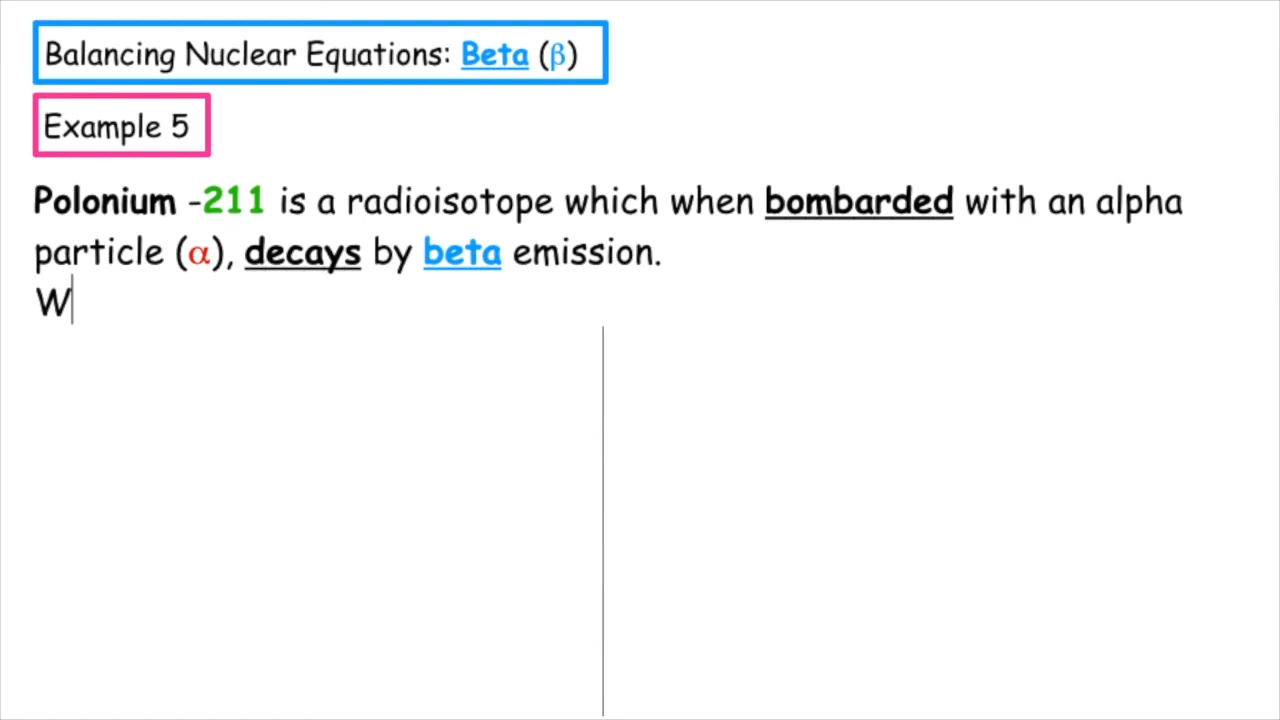 Balancing Nuclear Equations: Beta (β)
Example 5
Polonium -211 is a radioisotope which when bombarded with an alpha
particle (α), decays by beta emission.
W